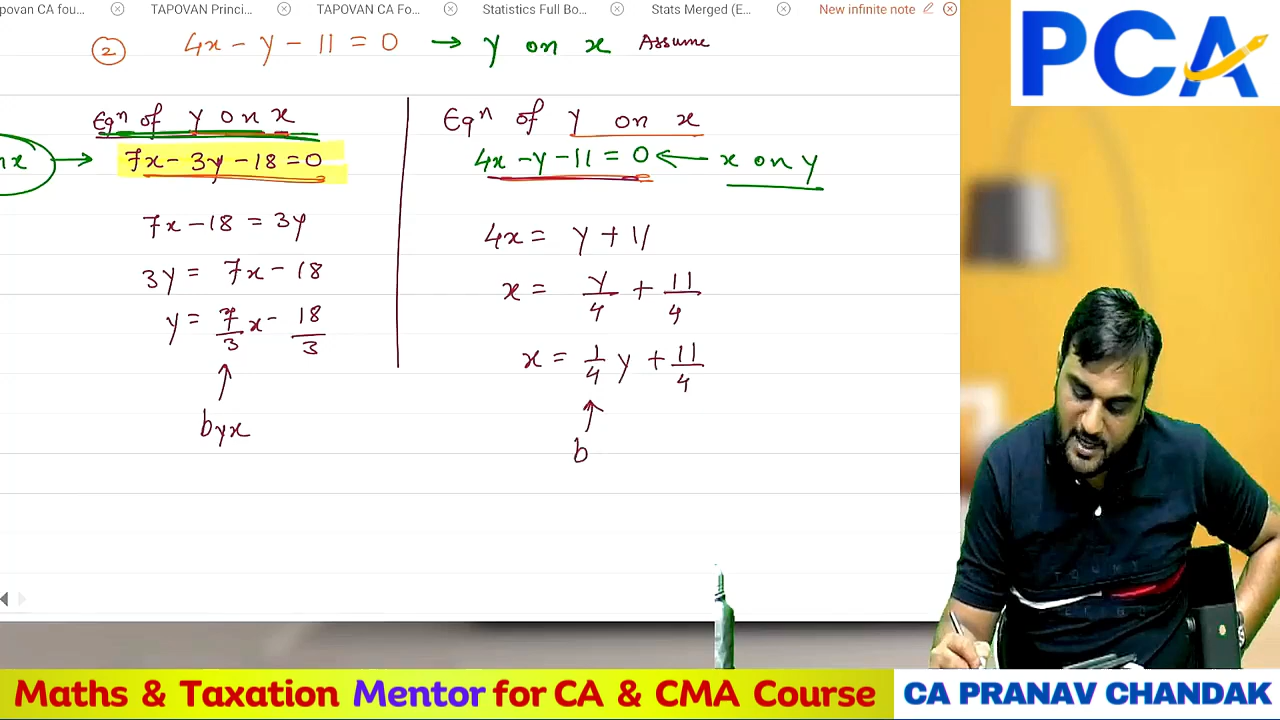 povan CA fou...
TAPOVAN Princi...
TAPOVAN CA Fo...
Statistics Full Bo...
Stats Merged (E...
New infinite note
PCA
② 4x - y - 11 = 0 → y on x Assume
Eqn of y on x
nx → 7x - 3y - 18 = 0
7x - 18 = 3y
3y = 7x - 18
y = 7/3 x - 18/3
byx
Eqn of y on x
4x - y - 11 = 0 ← x on y
4x = y + 11
x = y/4 + 11/4
x = 1/4 y + 11/4
b
Maths & Taxation Mentor for CA & CMA Course
CA PRANAV CHANDAK